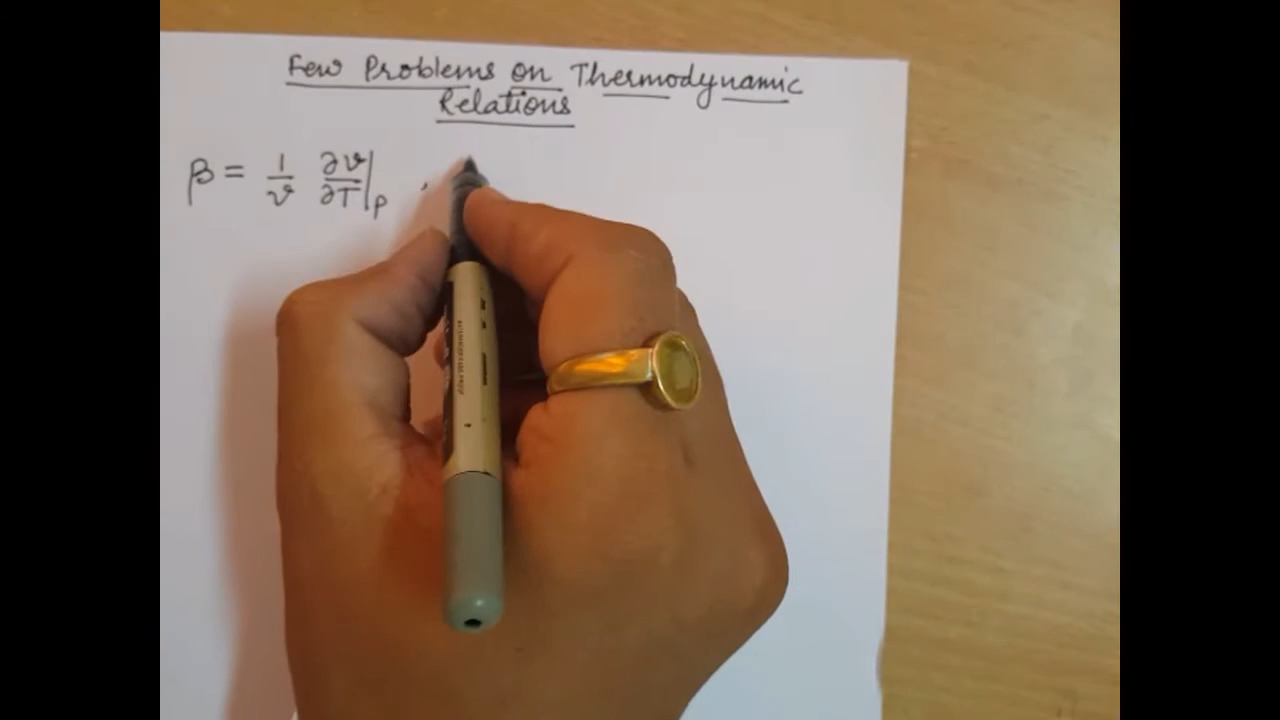 Few Problems on Thermodynamic
Relations
β = 1/v ∂v/∂T|p